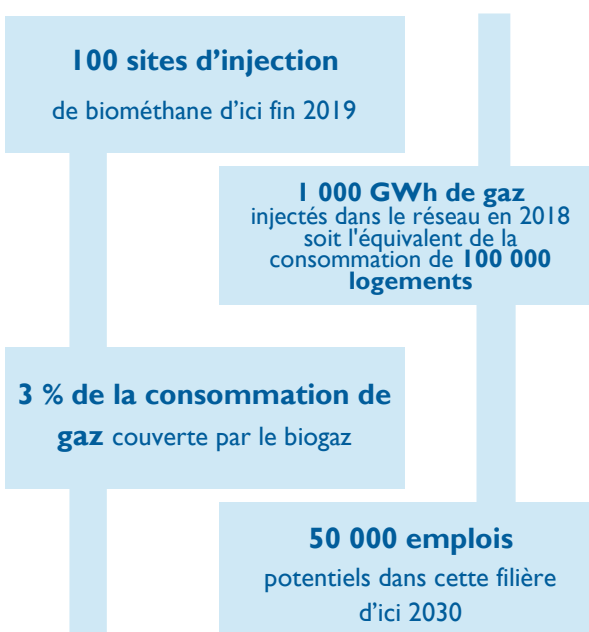 100 sites d’injection
de biométhane d’ici fin 2019
1 000 GWh de gaz
injectés dans le réseau en 2018
soit l'équivalent de la
consommation de 100 000
logements
3 % de la consommation de
gaz couverte par le biogaz
50 000 emplois
potentiels dans cette filière
d’ici 2030